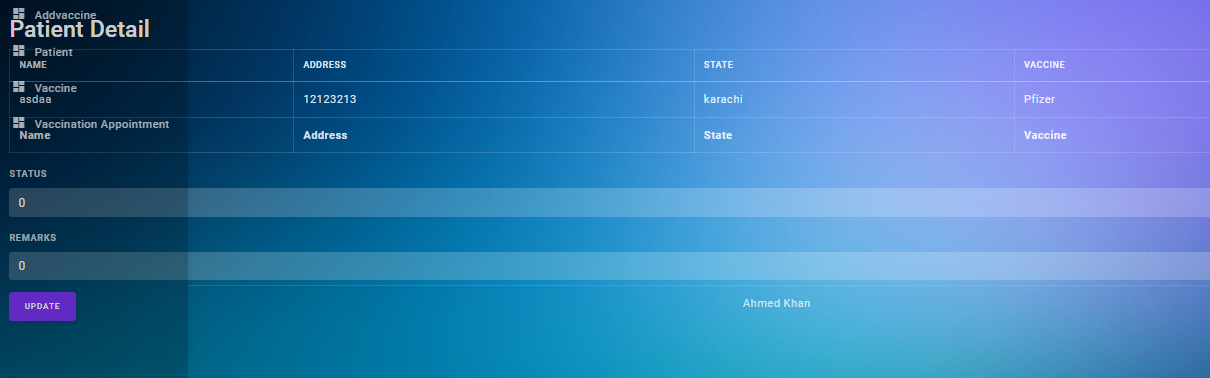 Addvaccine
Patient Detail
Patient
NAME ADDRESS STATE VACCINE
Vaccine
asdaa 12123213 karachi Pfizer
Vaccination Appointment
Name Address State Vaccine
STATUS
0
REMARKS
0
UPDATE
Ahmed Khan